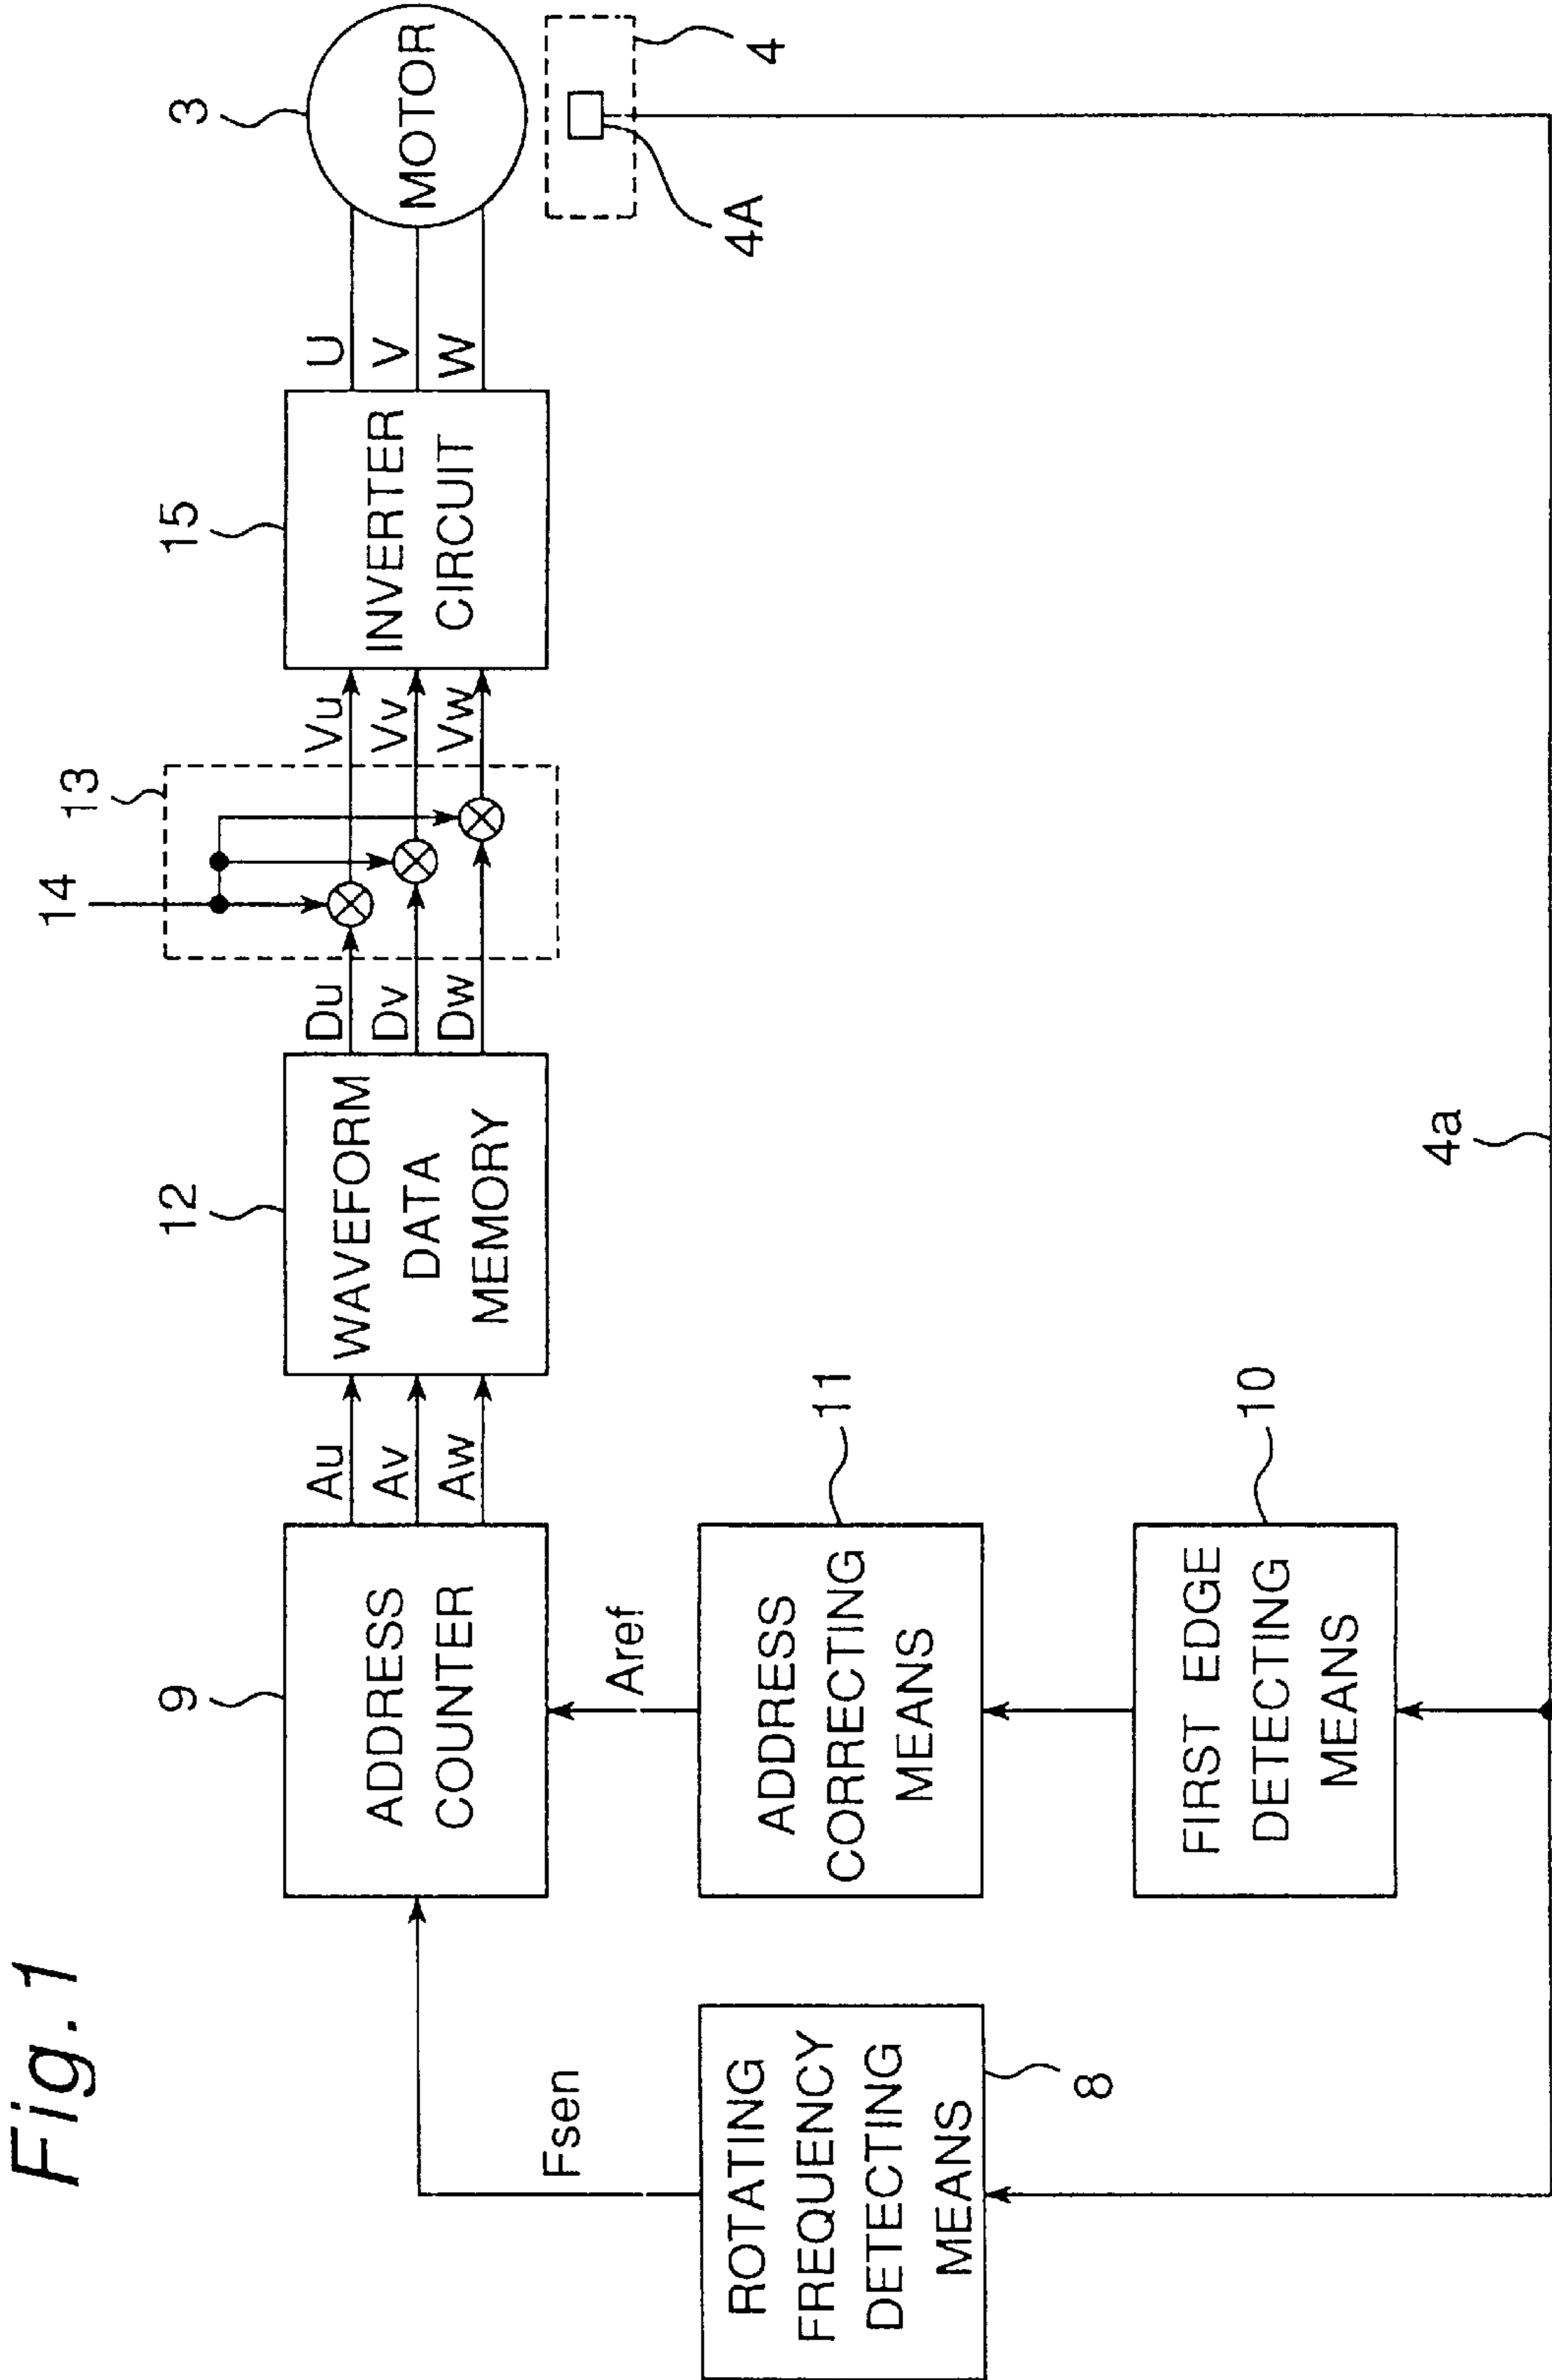 Fig. 1
14
13
3
9
12
15
ADDRESS
COUNTER
Au
Av
Aw
WAVEFORM
DATA
MEMORY
Du
Dv
Dw
Vu
Vv
Vw
INVERTER
CIRCUIT
U
V
W
MOTOR
4
4A
Fsen
Aref
ROTATING
FREQUENCY
DETECTING
MEANS
8
ADDRESS
CORRECTING
MEANS
11
FIRST EDGE
DETECTING
MEANS
10
4a